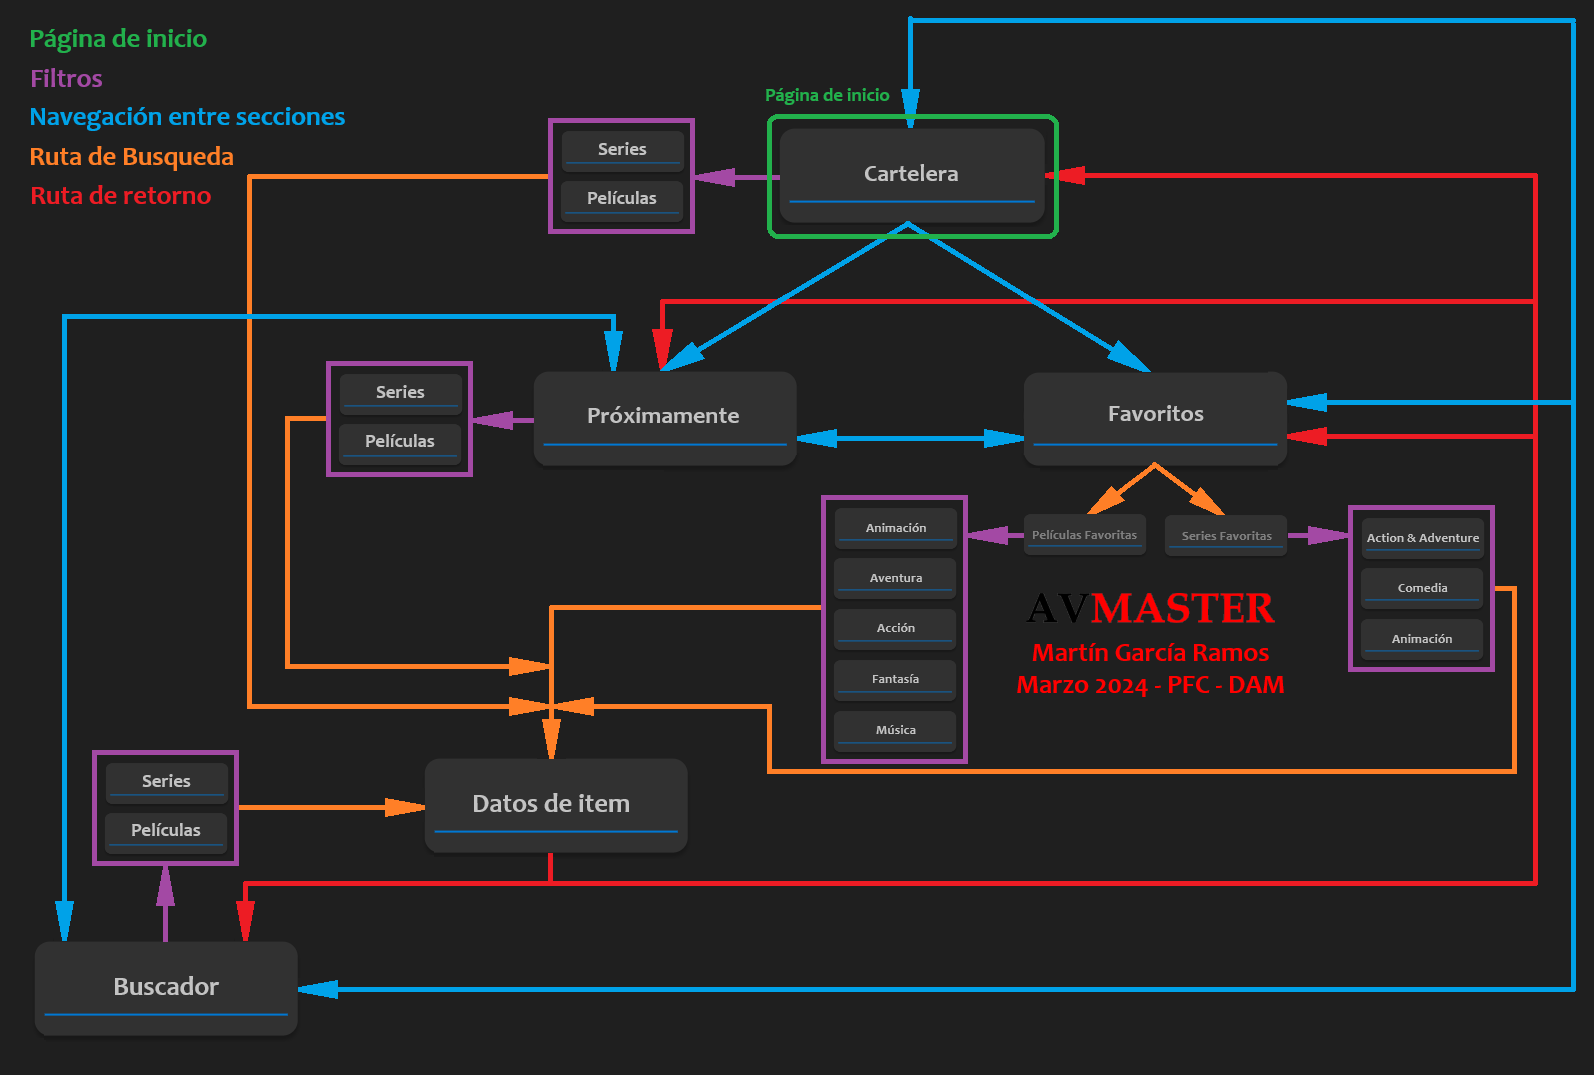 Página de inicio
Filtros
Navegación entre secciones
Ruta de Busqueda
Ruta de retorno
Página de inicio
Series
Películas
Cartelera
Series
Películas
Próximamente
Favoritos
Películas Favoritas
Series Favoritas
Animación
Aventura
Acción
Fantasía
Música
Action & Adventure
Comedia
Animación
AVMASTER
Martín García Ramos
Marzo 2024 - PFC - DAM
Series
Películas
Datos de item
Buscador